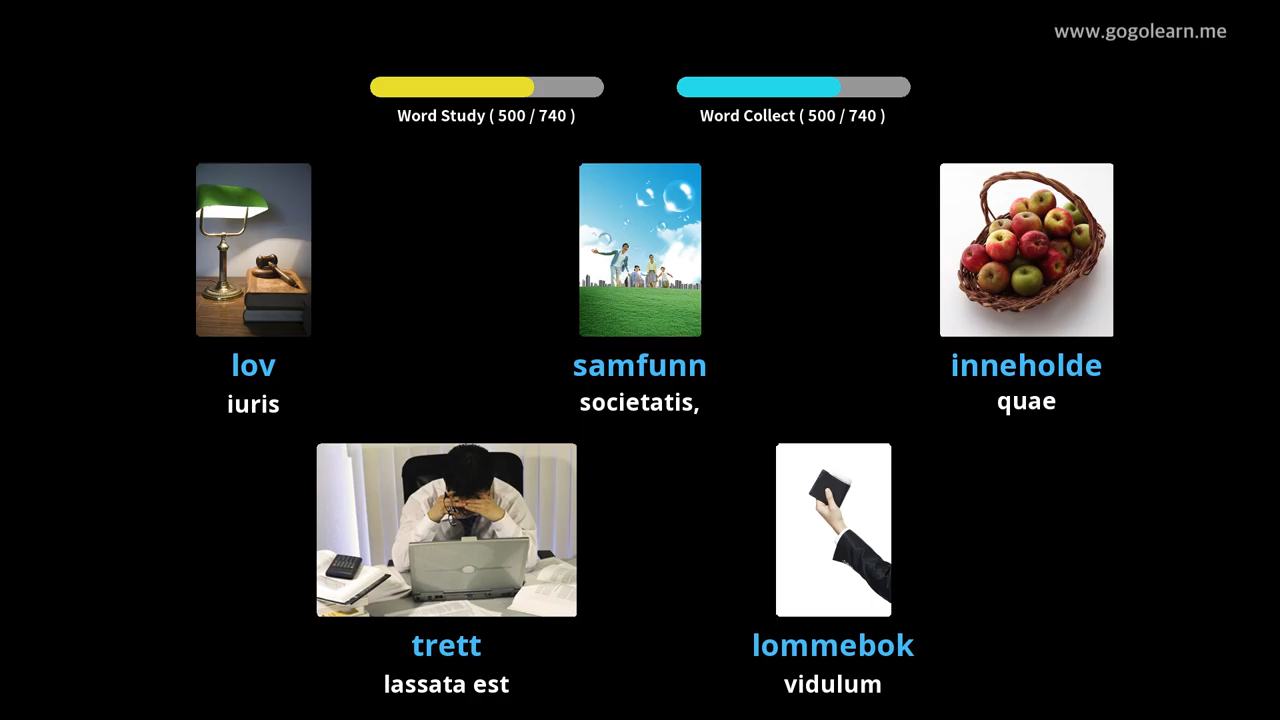 www.gogolearn.me
Word Study ( 500 / 740 )
Word Collect ( 500 / 740 )
lov
iuris
samfunn
societatis,
inneholde
quae
trett
lassata est
lommebok
vidulum